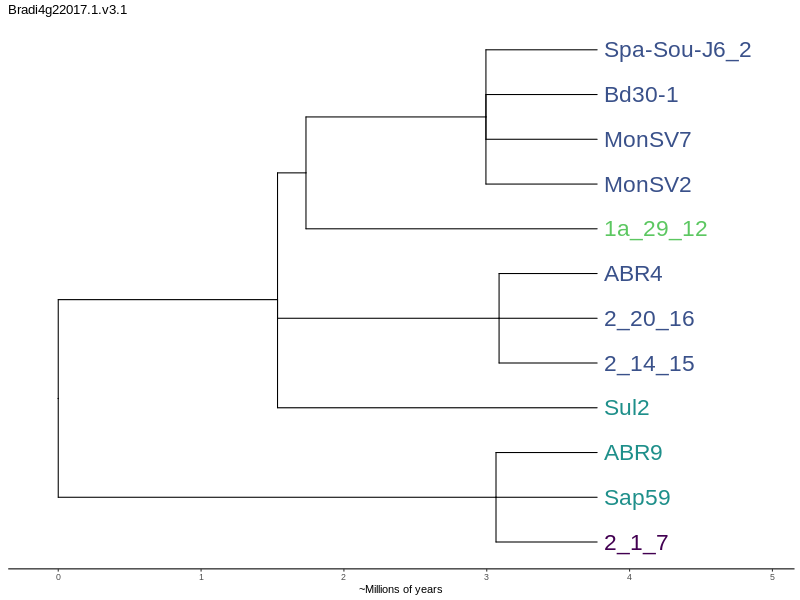 Bradi4g22017.1.v3.1
Spa-Sou-J6_2
Bd30-1
MonSV7
MonSV2
1a_29_12
ABR4
2_20_16
2_14_15
Sul2
ABR9
Sap59
2_1_7
0 1 2 3 4 5
~Millions of years